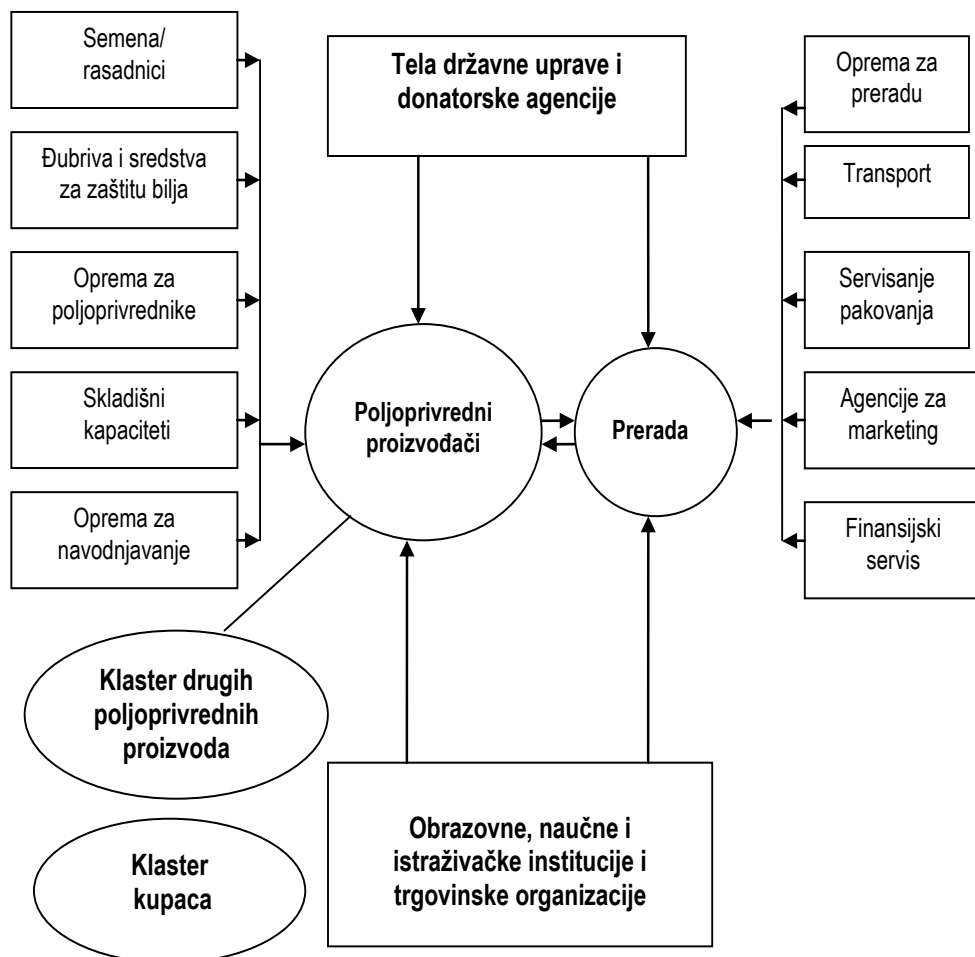 Semena/
rasadnici
Đubriva i sredstva
za zaštitu bilja
Oprema za
poljoprivrednike
Skladišni
kapaciteti
Oprema za
navodnjavanje
Tela državne uprave i
donatorske agencije
Poljoprivredni
proizvođači
Prerada
Oprema za
preradu
Transport
Servisanje
pakovanja
Agencije za
marketing
Finansijski
servis
Klaster drugih
poljoprivrednih
proizvoda
Klaster
kupaca
Obrazovne, naučne i
istraživačke institucije i
trgovinske organizacije